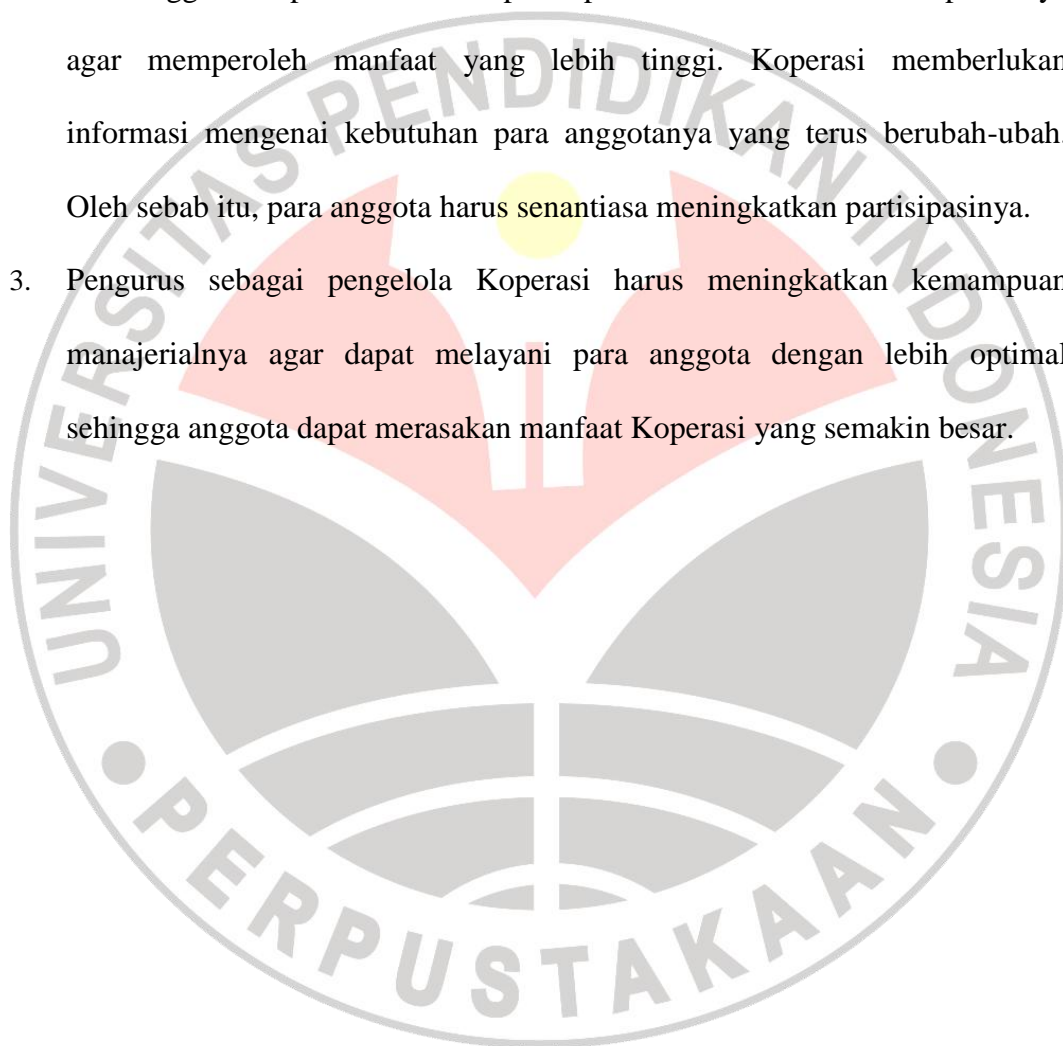 agar memperoleh manfaat yang lebih tinggi. Koperasi memberlukan
informasi mengenai kebutuhan para anggotanya yang terus berubah-ubah.
Oleh sebab itu, para anggota harus senantiasa meningkatkan partisipasinya.
3. Pengurus sebagai pengelola Koperasi harus meningkatkan kemampuan
manajerialnya agar dapat melayani para anggota dengan lebih optimal
sehingga anggota dapat merasakan manfaat Koperasi yang semakin besar.
UNIVERSITAS PENDIDIKAN INDONESIA
PERPUSTAKAAN